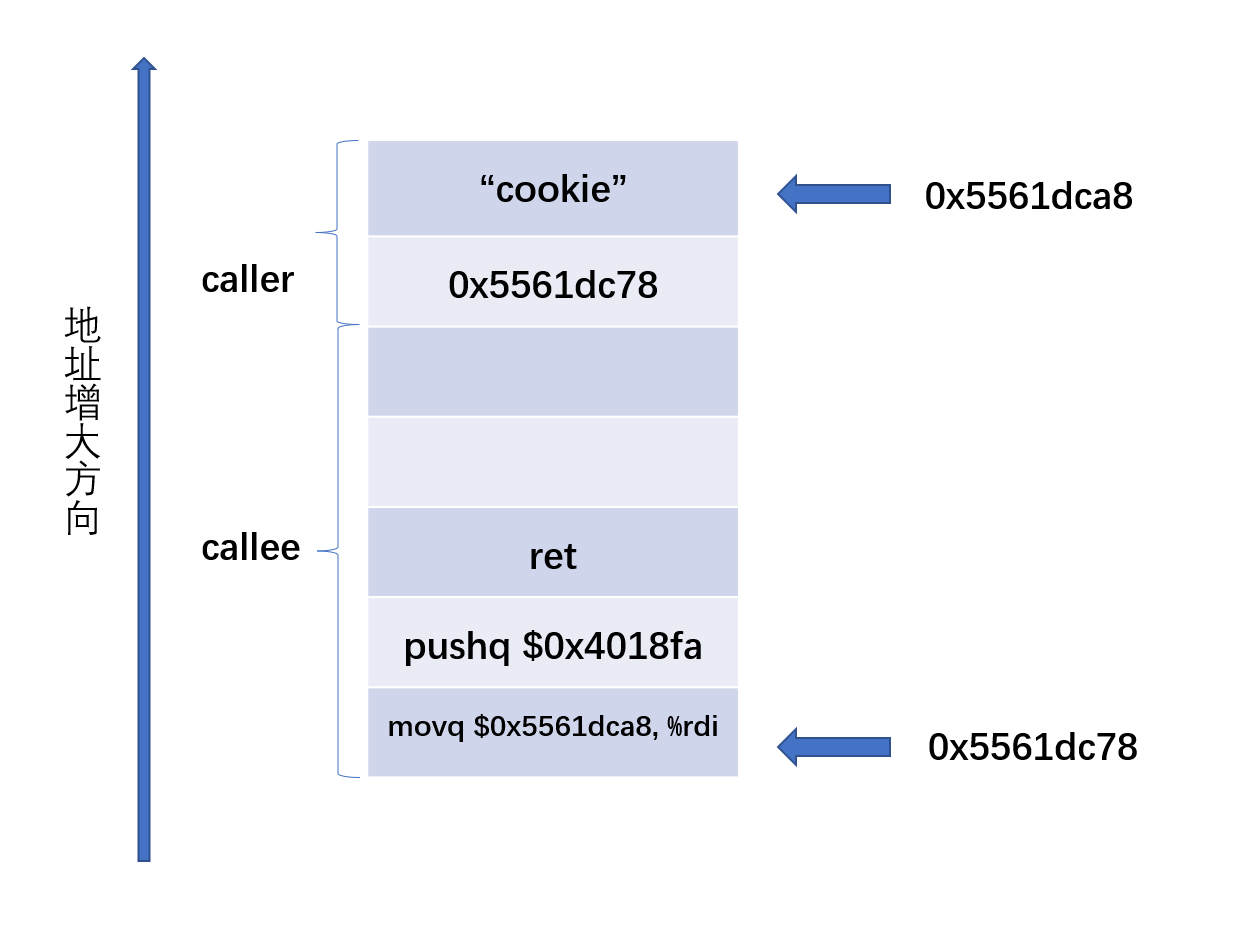 “cookie”
0x5561dca8
caller
0x5561dc78
地址增大方向
callee
ret
pushq $0x4018fa
movq $0x5561dca8, %rdi
0x5561dc78